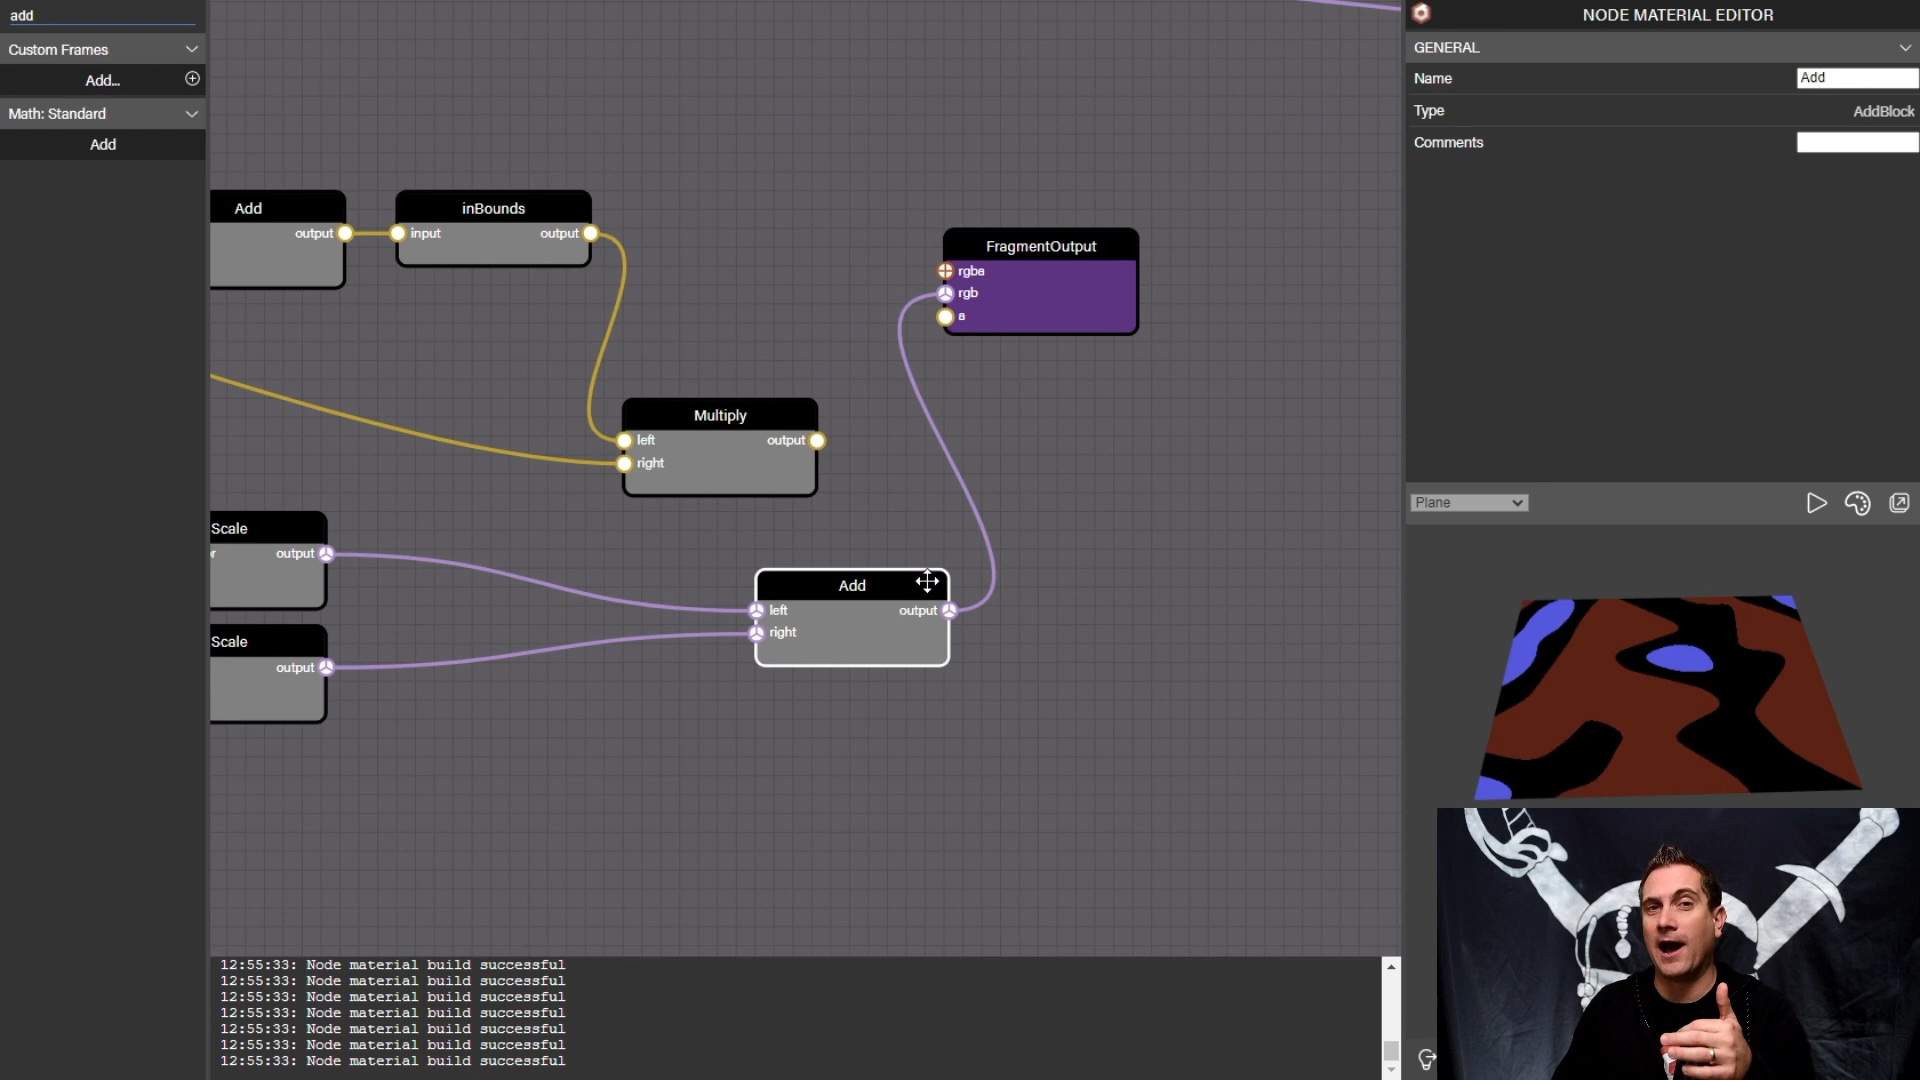 add
Custom Frames
Add...
Math: Standard
Add
Add
output
inBounds
input
output
FragmentOutput
rgba
rgb
a
Multiply
left
output
right
Scale
r
output
Scale
output
Add
left
output
right
12:55:33: Node material build successful
12:55:33: Node material build successful
12:55:33: Node material build successful
12:55:33: Node material build successful
12:55:33: Node material build successful
12:55:33: Node material build successful
12:55:33: Node material build successful
NODE MATERIAL EDITOR
GENERAL
Name
Add
Type
AddBlock
Comments
Plane